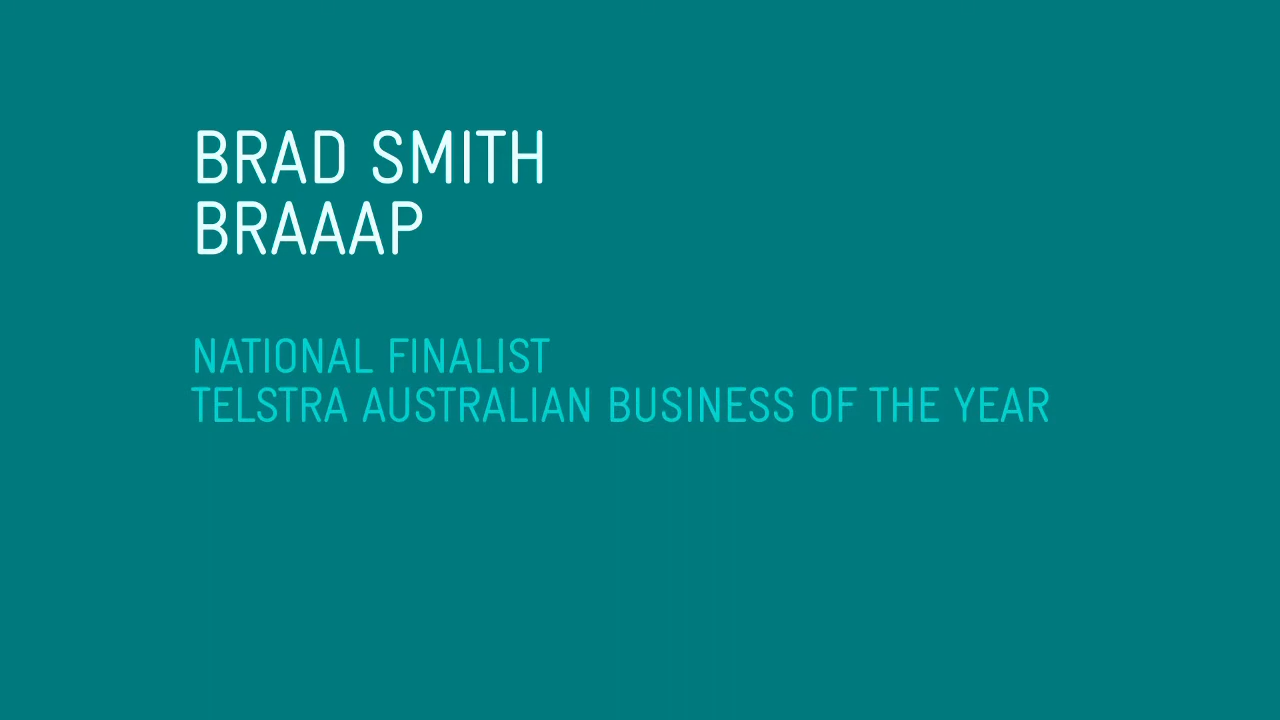 BRAD SMITH
BRAAAP
NATIONAL FINALIST
TELSTRA AUSTRALIAN BUSINESS OF THE YEAR